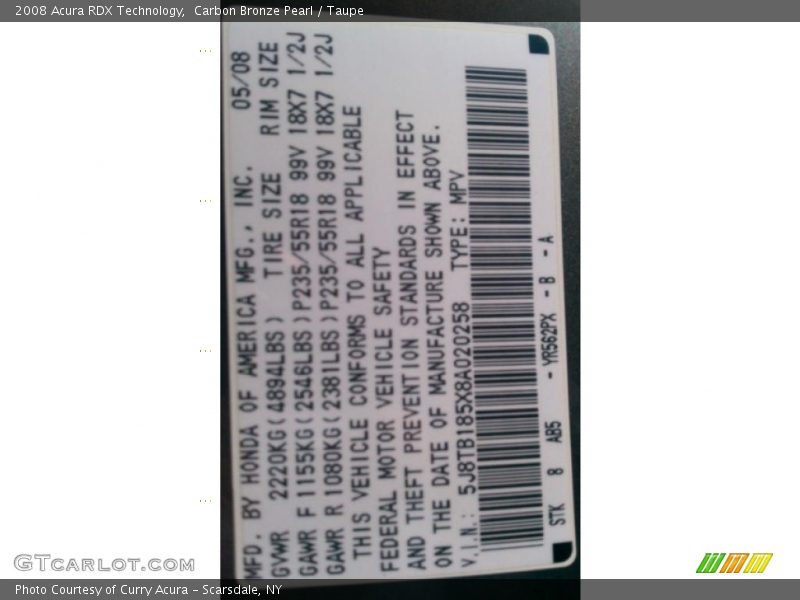 2008 Acura RDX Technology,  Carbon Bronze Pearl / Taupe
MFD. BY HONDA OF AMERICA MFG., INC. 05/08
GVWR 2220KG(4894LBS) TIRE SIZE RIM SIZE
GAWR F 1155KG(2546LBS)P235/55R18 99V 18X7 1/2J
GAWR R 1080KG(2381LBS)P235/55R18 99V 18X7 1/2J
THIS VEHICLE CONFORMS TO ALL APPLICABLE
FEDERAL MOTOR VEHICLE SAFETY
AND THEFT PREVENTION STANDARDS IN EFFECT
ON THE DATE OF MANUFACTURE SHOWN ABOVE.
V.I.N.: 5J8TB185X8A020258 TYPE: MPV
STK 8 AB5 - YR562PX - B - A
GTCARLOT.COM
Photo Courtesy of Curry Acura – Scarsdale, NY